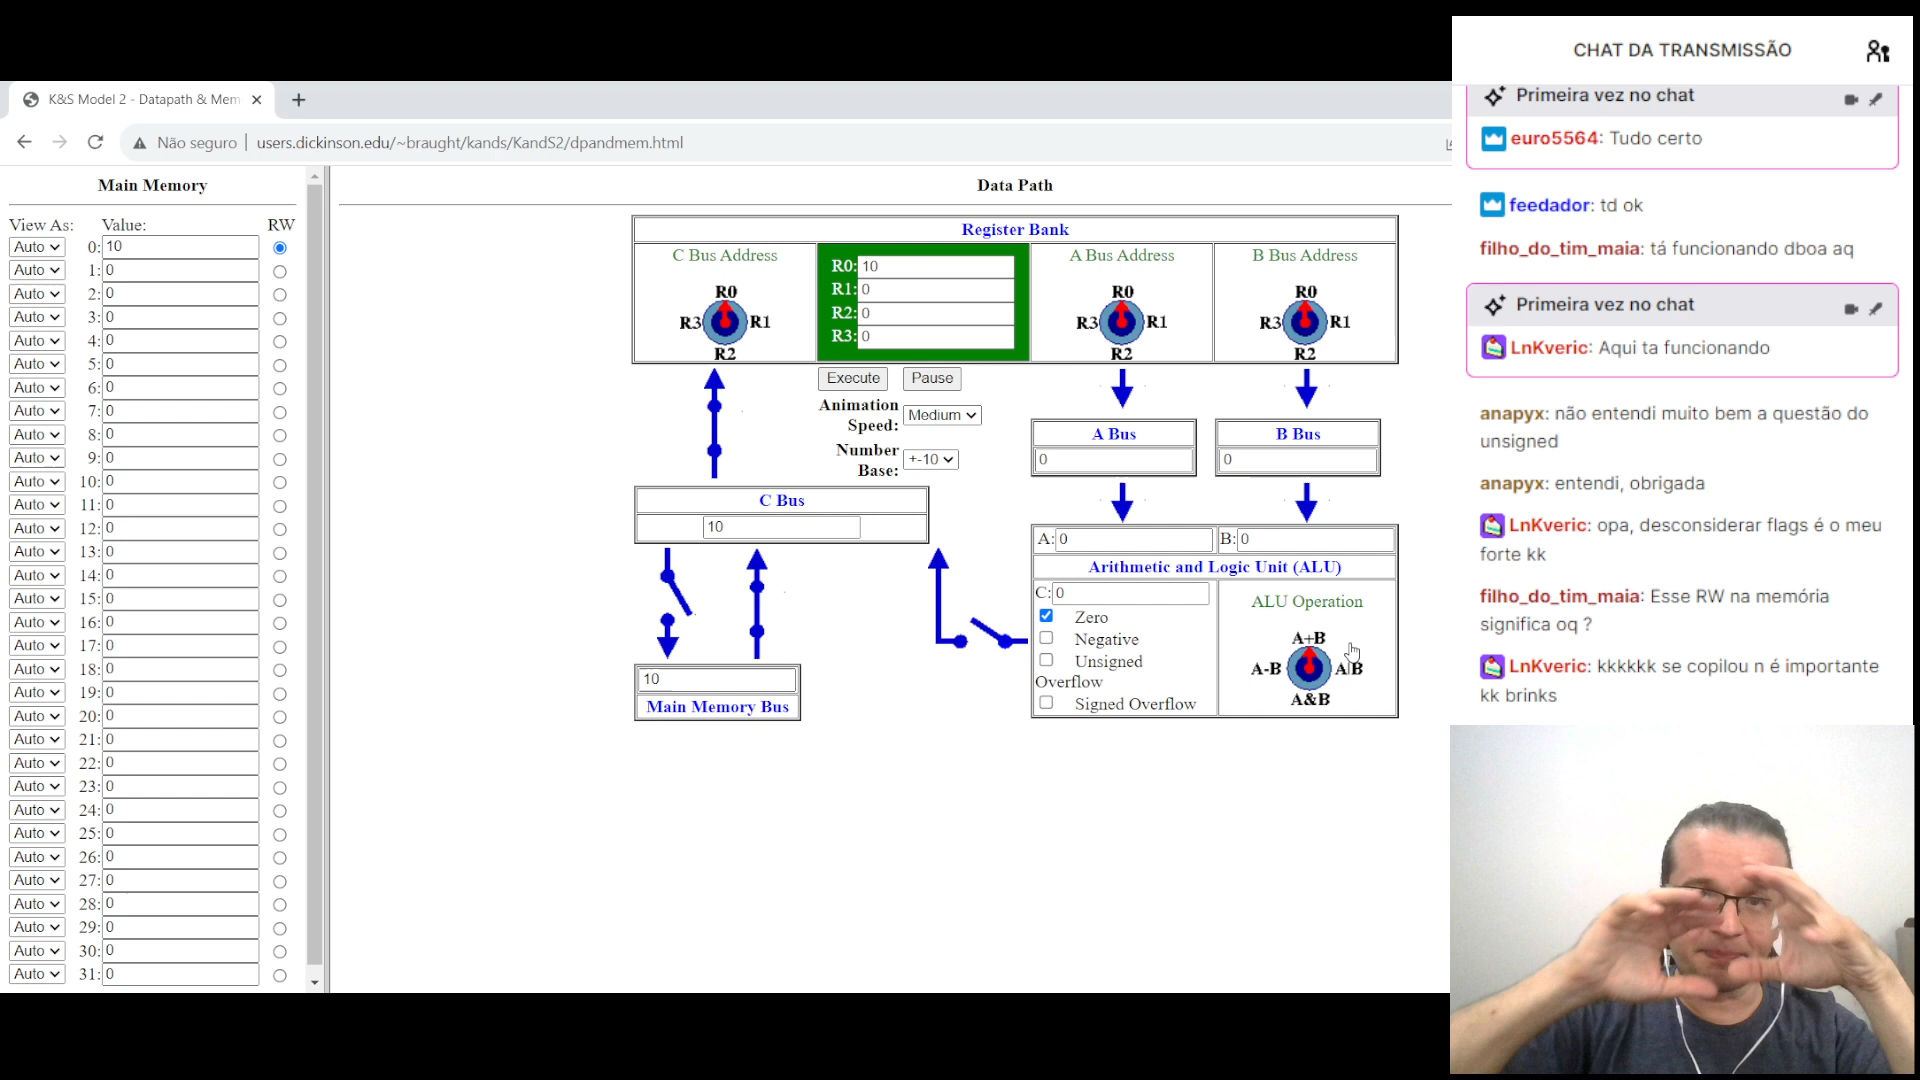 K&S Model 2 - Datapath & Mem
Não seguro
users.dickinson.edu/~braught/kands/KandS2/dpandmem.html
Main Memory
View As: Value: RW
Auto 0: 10
Auto 1: 0
Auto 2: 0
Auto 3: 0
Auto 4: 0
Auto 5: 0
Auto 6: 0
Auto 7: 0
Auto 8: 0
Auto 9: 0
Auto 10: 0
Auto 11: 0
Auto 12: 0
Auto 13: 0
Auto 14: 0
Auto 15: 0
Auto 16: 0
Auto 17: 0
Auto 18: 0
Auto 19: 0
Auto 20: 0
Auto 21: 0
Auto 22: 0
Auto 23: 0
Auto 24: 0
Auto 25: 0
Auto 26: 0
Auto 27: 0
Auto 28: 0
Auto 29: 0
Auto 30: 0
Auto 31: 0
Data Path
Register Bank
C Bus Address
R0
R3 R1
R2
R0: 10
R1: 0
R2: 0
R3: 0
A Bus Address
R0
R3 R1
R2
B Bus Address
R0
R3 R1
R2
Execute Pause
Animation
Speed: Medium
Number
Base: +-10
A Bus
0
B Bus
0
C Bus
10
10
Main Memory Bus
A: 0 B: 0
Arithmetic and Logic Unit (ALU)
C: 0
Zero
Negative
Unsigned
Overflow
Signed Overflow
ALU Operation
A+B
A-B A|B
A&B
CHAT DA TRANSMISSÃO
Primeira vez no chat
euro5564: Tudo certo
feedador: td ok
filho_do_tim_maia: tá funcionando dboa aq
Primeira vez no chat
LnKveric: Aqui ta funcionando
anapyx: não entendi muito bem a questão do
unsigned
anapyx: entendi, obrigada
LnKveric: opa, desconsiderar flags é o meu
forte kk
filho_do_tim_maia: Esse RW na memória
significa oq ?
LnKveric: kkkkkk se copilou n é importante
kk brinks